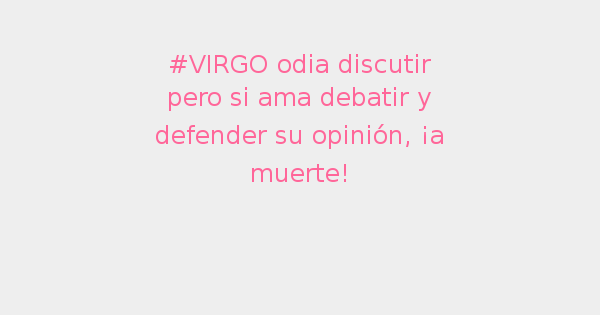 #VIRGO odia discutir
pero si ama debatir y
defender su opinión, ¡a
muerte!